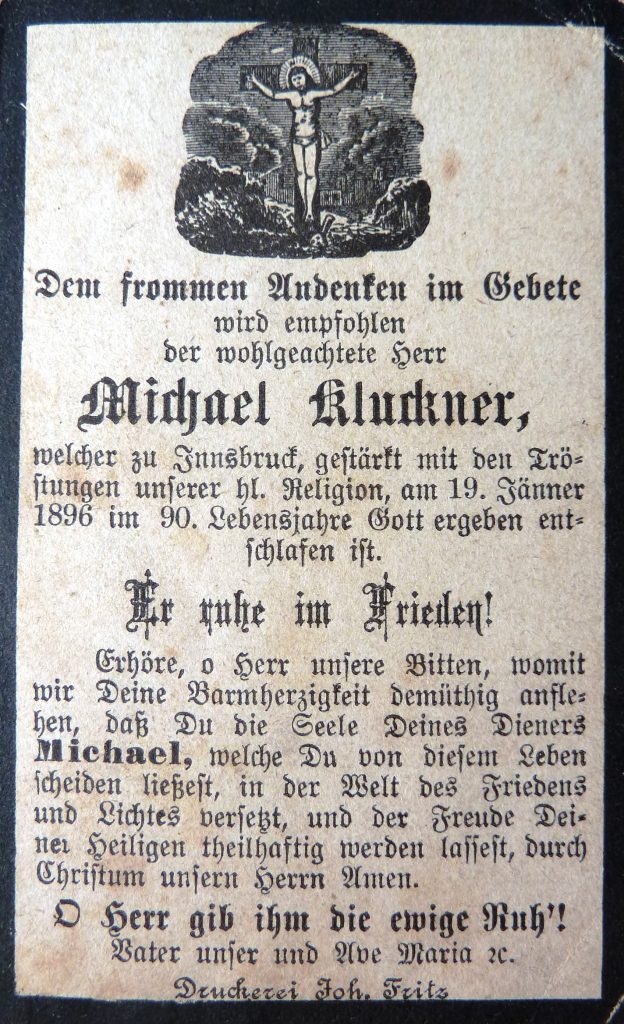 Dem frommen Andenken im Gebete
wird empfohlen
der wohlgeachtete Herr
Michael Kluckner,
welcher zu Innsbruck, gestärkt mit den Trö-
stungen unserer hl. Religion, am 19. Jänner
1896 im 90. Lebensjahre Gott ergeben ent-
schlafen ist.
Er ruhe im Frieden!
Erhöre, o Herr unsere Bitten, womit
wir Deine Barmherzigkeit demüthig anfle-
hen, daß Du die Seele Deines Dieners
Michael, welche Du von diesem Leben
scheiden ließest, in der Welt des Friedens
und Lichtes versetzt, und der Freude Dei-
ner Heiligen theilhaftig werden lassest, durch
Christum unsern Herrn Amen.
O Herr gib ihm die ewige Ruh'!
Vater unser und Ave Maria ꝛc.
Druckerei Joh. Fritz